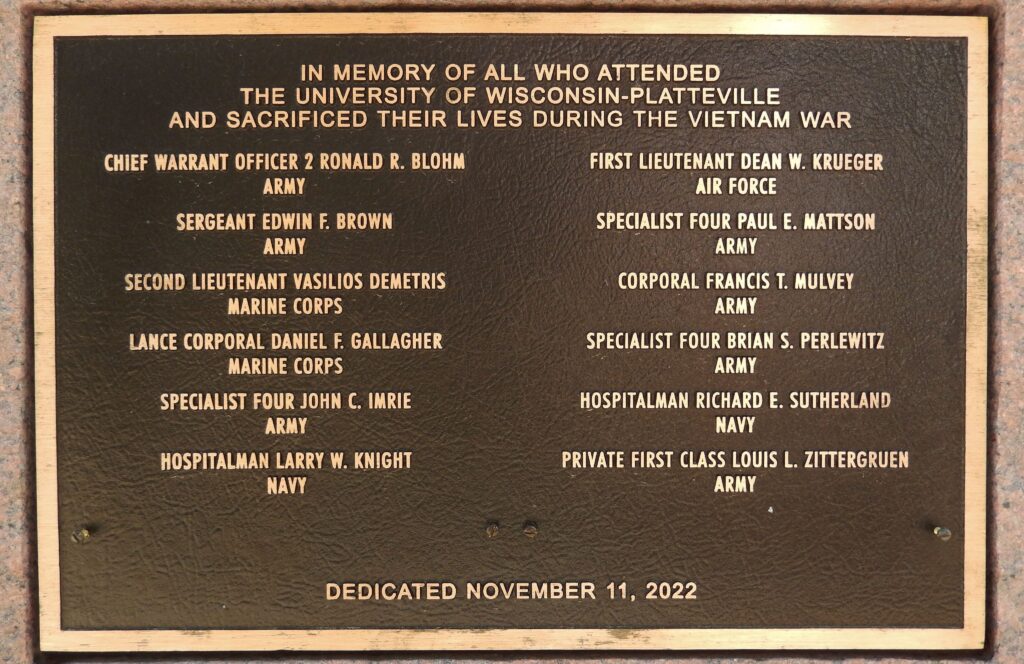 IN MEMORY OF ALL WHO ATTENDED
THE UNIVERSITY OF WISCONSIN-PLATTEVILLE
AND SACRIFICED THEIR LIVES DURING THE VIETNAM WAR
CHIEF WARRANT OFFICER 2 RONALD R. BLOHM
ARMY
SERGEANT EDWIN F. BROWN
ARMY
SECOND LIEUTENANT VASILIOS DEMETRIS
MARINE CORPS
LANCE CORPORAL DANIEL F. GALLAGHER
MARINE CORPS
SPECIALIST FOUR JOHN C. IMRIE
ARMY
HOSPITALMAN LARRY W. KNIGHT
NAVY
FIRST LIEUTENANT DEAN W. KRUEGER
AIR FORCE
SPECIALIST FOUR PAUL E. MATTSON
ARMY
CORPORAL FRANCIS T. MULVEY
ARMY
SPECIALIST FOUR BRIAN S. PERLEWITZ
ARMY
HOSPITALMAN RICHARD E. SUTHERLAND
NAVY
PRIVATE FIRST CLASS LOUIS L. ZITTERGRUEN
ARMY
DEDICATED NOVEMBER 11, 2022